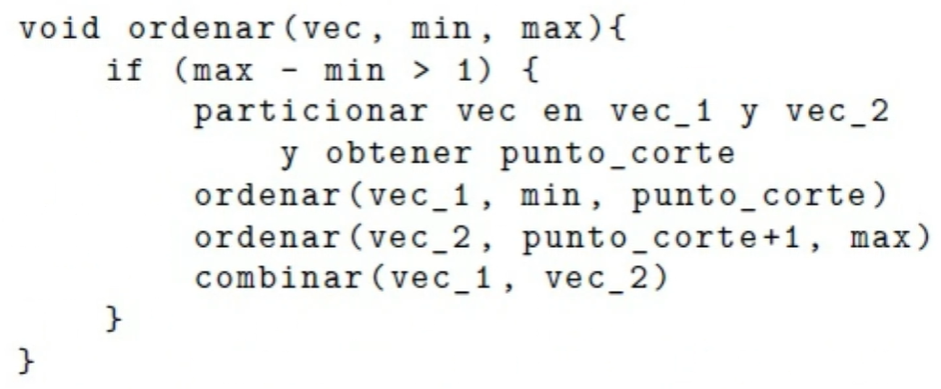 void ordenar(vec, min, max){
if (max - min > 1) {
particionar vec en vec_1 y vec_2
y obtener punto_corte
ordenar(vec_1, min, punto_corte)
ordenar(vec_2, punto_corte+1, max)
combinar(vec_1, vec_2)
}
}